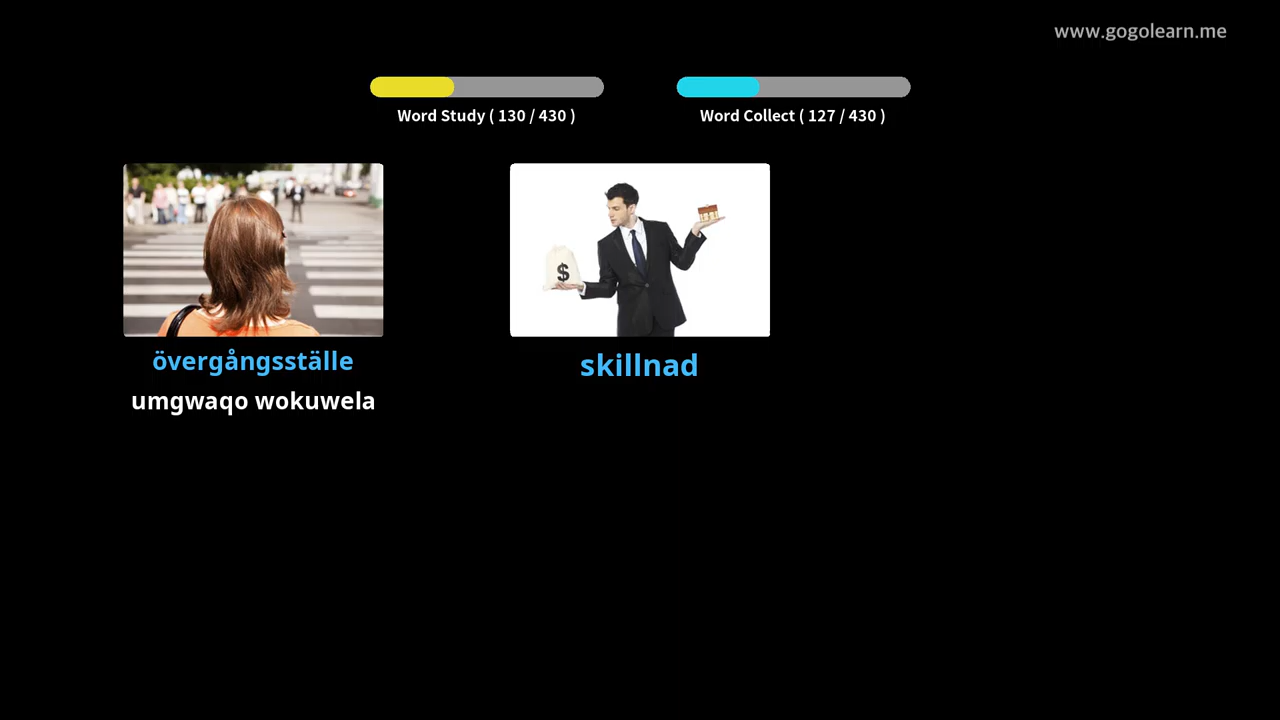 www.gogolearn.me
Word Study ( 130 / 430 )
Word Collect ( 127 / 430 )
$
övergångsställe
umgwaqo wokuwela
skillnad